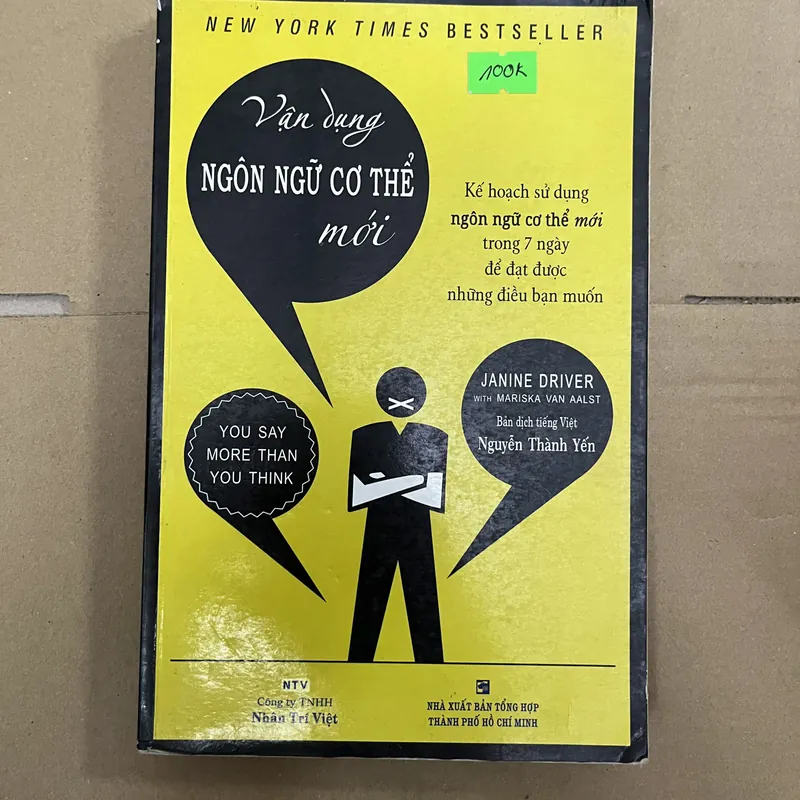 NEW YORK TIMES BESTSELLER
100K
Vận dụng
NGÔN NGỮ CƠ THỂ
mới
Kế hoạch sử dụng
ngôn ngữ cơ thể mới
trong 7 ngày
để đạt được
những điều bạn muốn
YOU SAY
MORE THAN
YOU THINK
JANINE DRIVER
WITH MARISKA VAN AALST
Bản dịch tiếng Việt
Nguyễn Thành Yến
NTV
Công ty TNHH
Nhân Trí Việt
NHÀ XUẤT BẢN TỔNG HỢP
THÀNH PHỐ HỒ CHÍ MINH